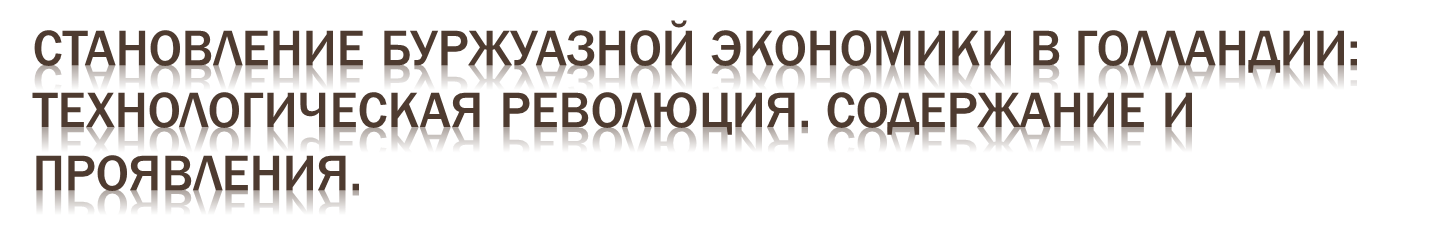 СТАНОВЛЕНИЕ БУРЖУАЗНОЙ ЭКОНОМИКИ В ГОЛЛАНДИИ:
ТЕХНОЛОГИЧЕСКАЯ РЕВОЛЮЦИЯ. СОДЕРЖАНИЕ И
ПРОЯВЛЕНИЯ.